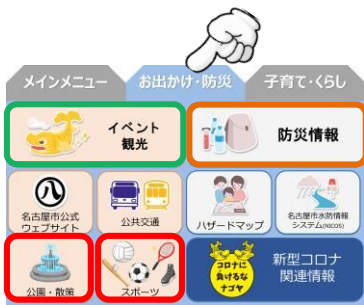 メインメニュー
お出かけ・防災
子育て・くらし
イベント
観光
防災情報
名古屋市公式
ウェブサイト
公共交通
ハザードマップ
名古屋市水防情報
システム(NICOS)
公園・散策
スポーツ
コロナに
負けるな
ナゴヤ
新型コロナ
関連情報